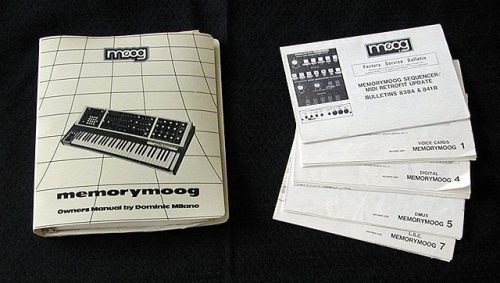 moog
memorymoog
Owners Manual by Dominic Milano
moog
Factory Service Bulletin
MEMORYMOOG SEQUENCER/
MIDI RETROFIT UPDATE
BULLETINS 838A & 841B
VOICE CARDS
MEMORYMOOG 1
DIGITAL
MEMORYMOOG 4
DMUX
MEMORYMOOG 5
MEMORYMOOG 7